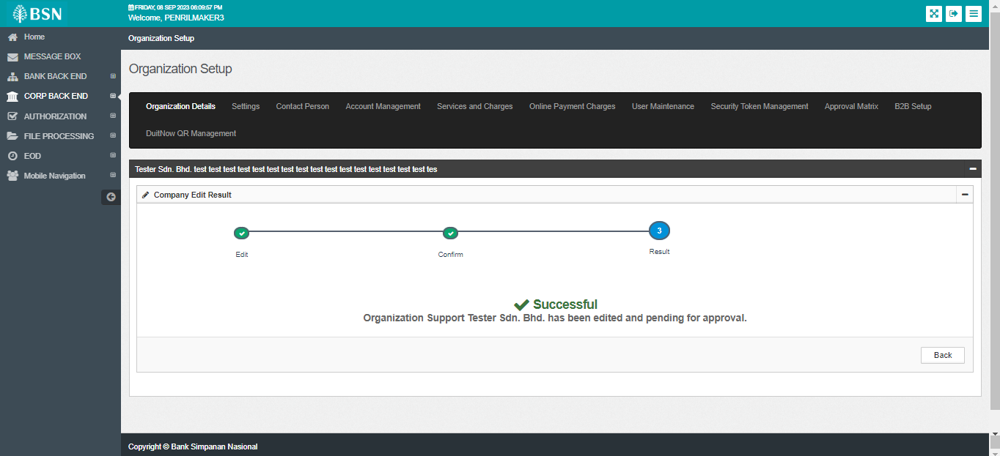 BSN
FRIDAY, 08 SEP 2023 06:09:57 PM
Welcome, PENRILMAKER3
Home
MESSAGE BOX
BANK BACK END
CORP BACK END
AUTHORIZATION
FILE PROCESSING
EOD
Mobile Navigation
Organization Setup
Organization Setup
Organization Details
Settings
Contact Person
Account Management
Services and Charges
Online Payment Charges
User Maintenance
Security Token Management
Approval Matrix
B2B Setup
DuitNow QR Management
Tester Sdn. Bhd. test test test test test test test test test test test test test test test test tes
Company Edit Result
Edit
Confirm
3
Result
Successful
Organization Support Tester Sdn. Bhd. has been edited and pending for approval.
Back
Copyright © Bank Simpanan Nasional